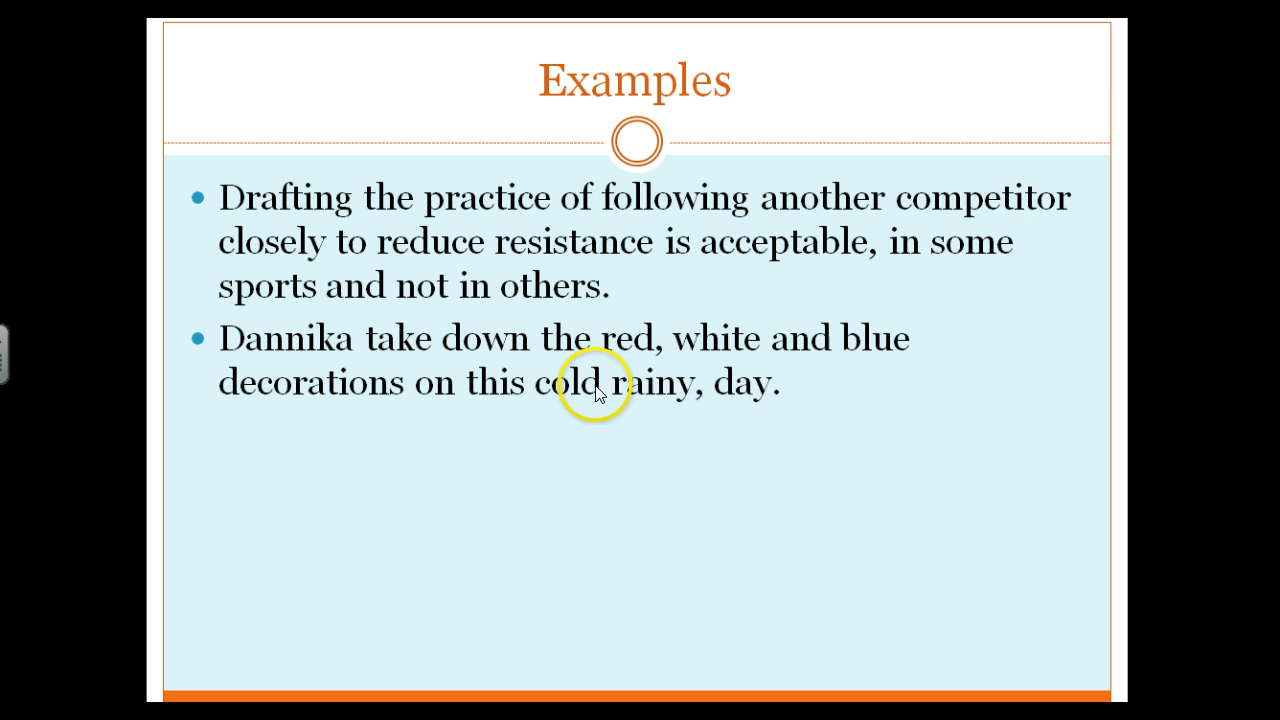 Examples
Drafting the practice of following another competitor
closely to reduce resistance is acceptable, in some
sports and not in others.
Dannika take down the red, white and blue
decorations on this cold rainy, day.